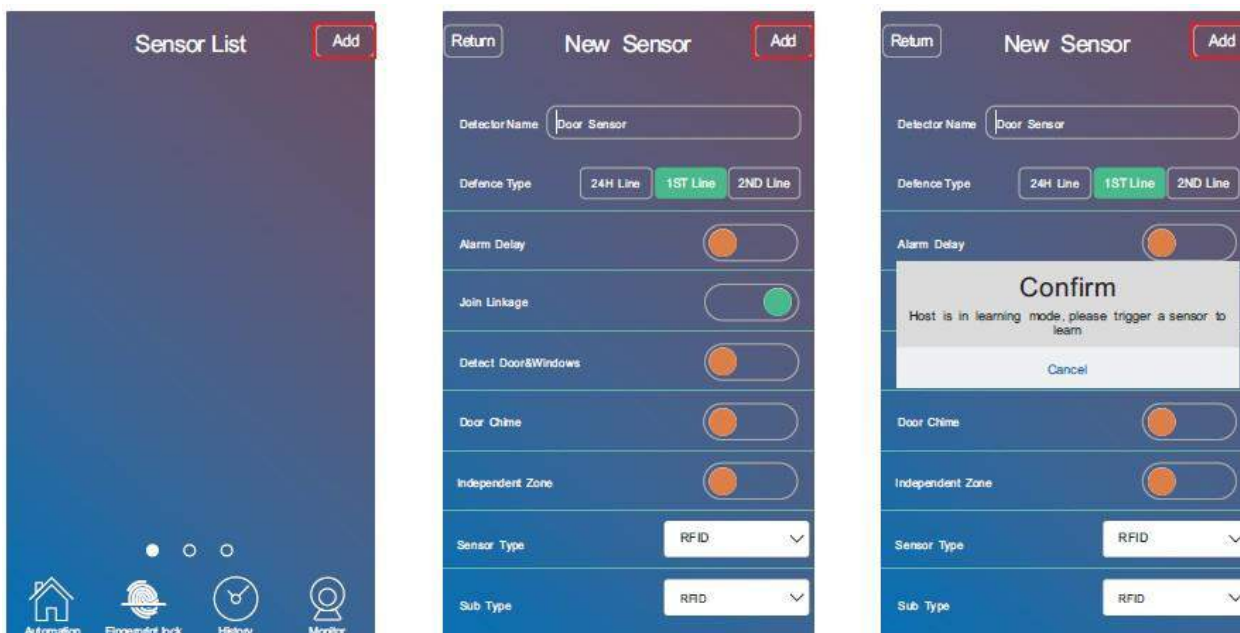 Sensor List
Add
Automation
Fingerprint lock
History
Monitor
Return
New Sensor
Add
Detector Name
Door Sensor
Defence Type
24H Line
1ST Line
2ND Line
Alarm Delay
Join Linkage
Detect Door&Windows
Door Chime
Independent Zone
Sensor Type
RFID
Sub Type
RFID
Return
New Sensor
Add
Detector Name
Door Sensor
Defence Type
24H Line
1ST Line
2ND Line
Alarm Delay
Confirm
Host is in learning mode, please trigger a sensor to
learn
Cancel
Door Chime
Independent Zone
Sensor Type
RFID
Sub Type
RFID